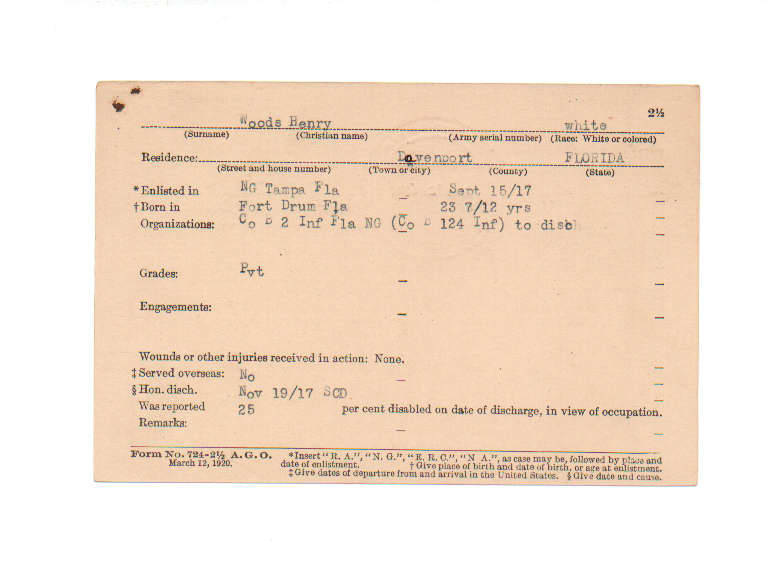 2½
Woods Henry white
(Surname) (Christian name) (Army serial number) (Race: White or colored)
Residence: Davenport FLORIDA
(Street and house number) (Town or city) (County) (State)
*Enlisted in NG Tampa Fla Sept 15/17
†Born in Fort Drum Fla 23 7/12 yrs
Organizations: Co D 2 Inf Fla NG (Co D 124 Inf) to disch
Grades: Pvt
Engagements:
Wounds or other injuries received in action: None.
‡Served overseas: No
§Hon. disch. Nov 19/17 SCD
Was reported 25 per cent disabled on date of discharge, in view of occupation.
Remarks:
Form No. 724-2½ A. G. O. *Insert "R. A.", "N. G.", "E. R. C.", "N A.", as case may be, followed by place and
March 12, 1920. date of enlistment. †Give place of birth and date of birth, or age at enlistment.
‡Give dates of departure from and arrival in the United States. §Give date and cause.